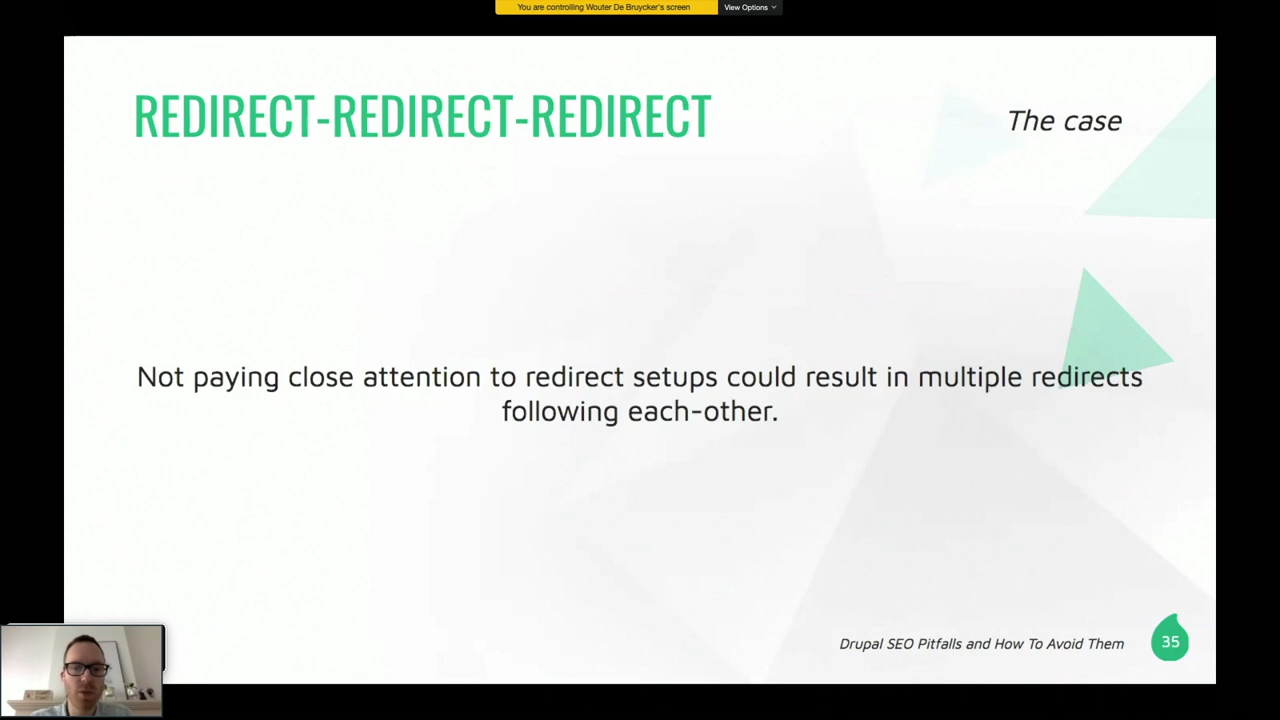 You are controlling Wouter De Bruycker's screen
View Options
REDIRECT-REDIRECT-REDIRECT
The case
Not paying close attention to redirect setups could result in multiple redirects
following each-other.
Drupal SEO Pitfalls and How To Avoid Them
35